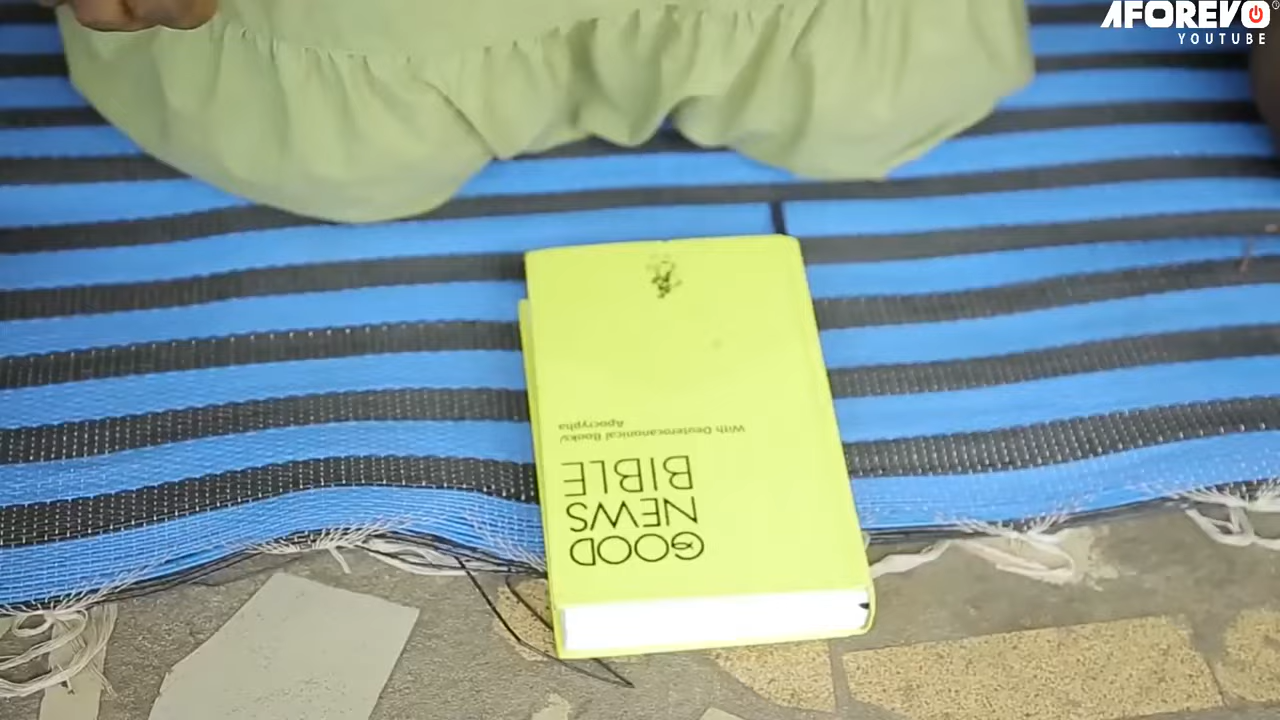 AFOREVO
YOUTUBE
GOOD
NEWS
BIBLE
With Deuterocanonical Books/
Apocrypha